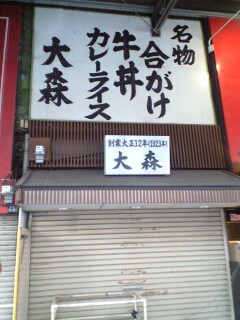 名物
合がけ
牛丼
カレーライス
大森
創業大正12年(1923年)
大森